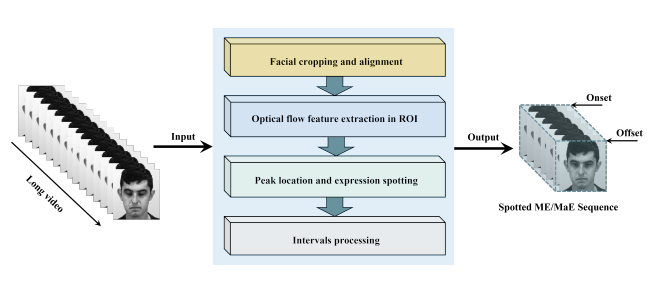 Long video
Input
Facial cropping and alignment
Optical flow feature extraction in ROI
Peak location and expression spotting
Intervals processing
Output
Onset
Offset
Spotted ME/MaE Sequence